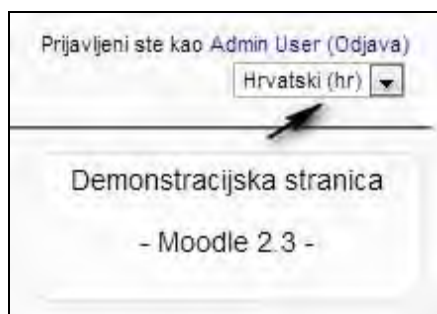 Prijavljeni ste kao Admin User (Odjava)
Hrvatski (hr)
Demonstracijska stranica
- Moodle 2.3 -